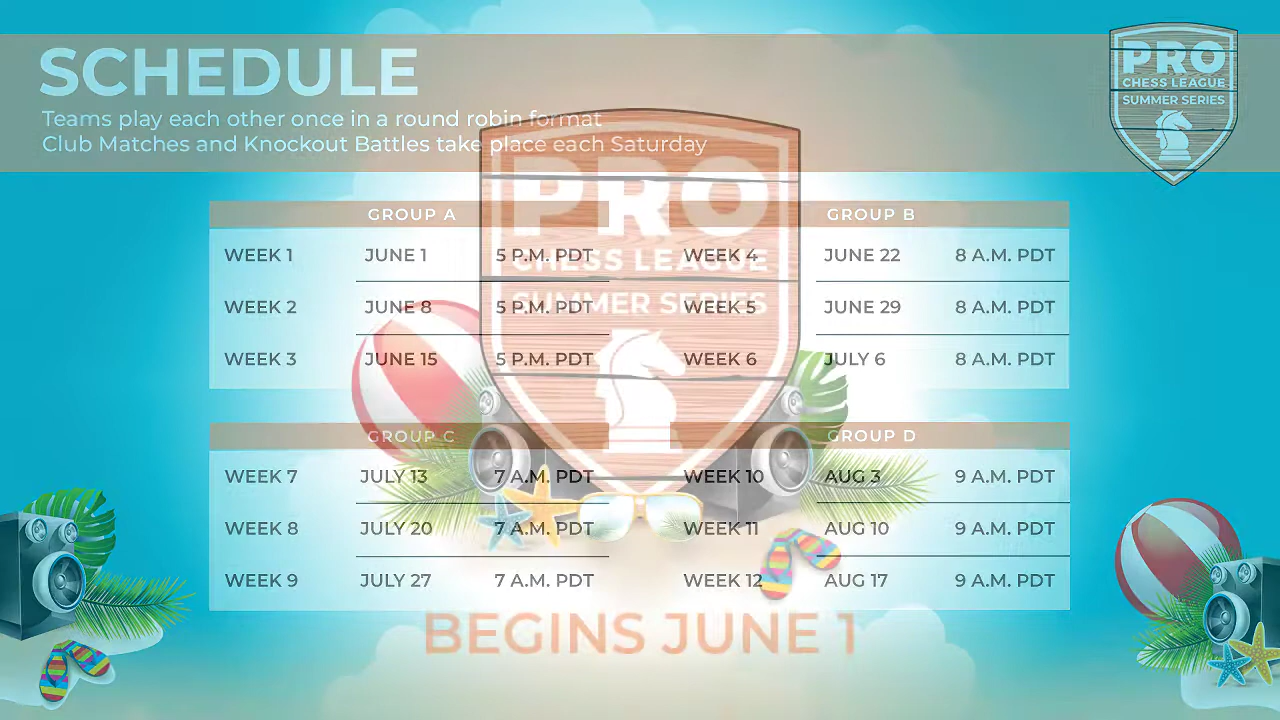 SCHEDULE
Teams play each other once in a round robin format
Club Matches and Knockout Battles take place each Saturday
PRO
CHESS LEAGUE
SUMMER SERIES
GROUP A
WEEK 1 JUNE 1 5 P.M. PDT
WEEK 2 JUNE 8 5 P.M. PDT
WEEK 3 JUNE 15 5 P.M. PDT
GROUP B
WEEK 4 JUNE 22 8 A.M. PDT
WEEK 5 JUNE 29 8 A.M. PDT
WEEK 6 JULY 6 8 A.M. PDT
PRO
CHESS LEAGUE
SUMMER SERIES
GROUP C
WEEK 7 JULY 13 7 A.M. PDT
WEEK 8 JULY 20 7 A.M. PDT
WEEK 9 JULY 27 7 A.M. PDT
GROUP D
WEEK 10 AUG 3 9 A.M. PDT
WEEK 11 AUG 10 9 A.M. PDT
WEEK 12 AUG 17 9 A.M. PDT
BEGINS JUNE 1